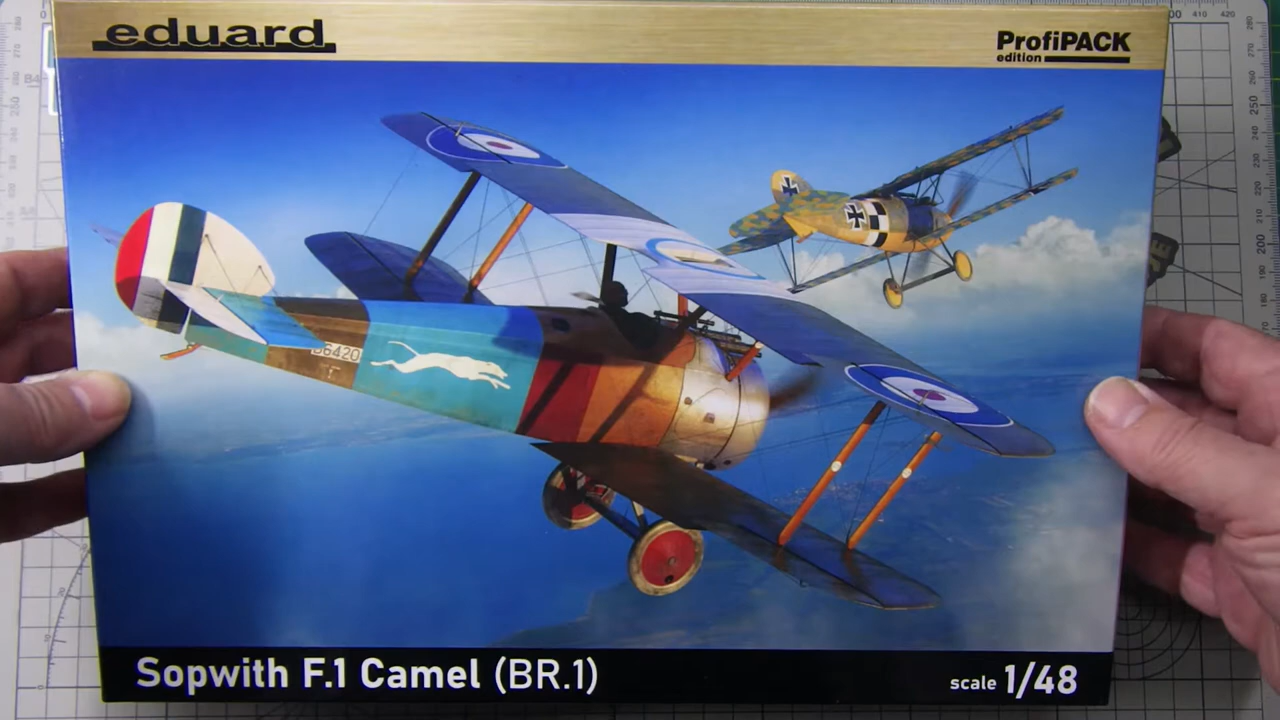 eduard
ProfiPACK
edition
B6420
Sopwith F.1 Camel (BR.1)
scale 1/48